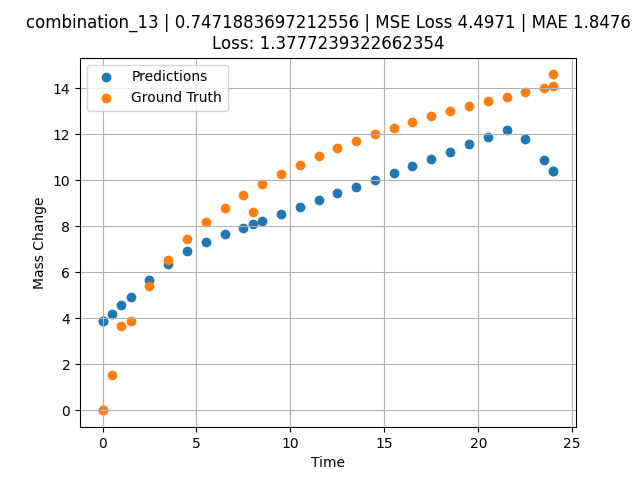 combination_13 | 0.7471883697212556 | MSE Loss 4.4971 | MAE 1.8476
Loss: 1.3777239322662354
Predictions
Ground Truth
14
12
10
8
6
4
2
0
Mass Change
0 5 10 15 20 25
Time